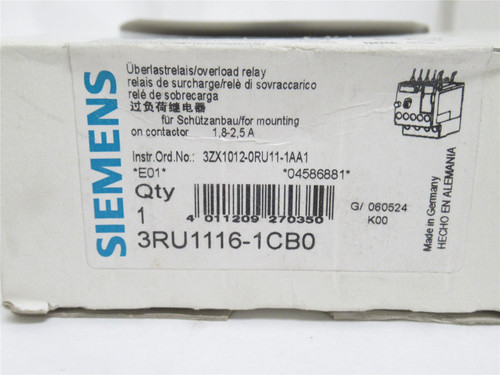 SIEMENS
Überlastrelais/overload relay
relais de surcharge/relè di sovraccarico
relé de sobrecarga
过负荷继电器
für Schützanbau/for mounting
on contactor 1,8-2,5 A
Instr.Ord.No.: 3ZX1012-0RU11-1AA1
*E01* *04586881*
Qty
1
4 011209 270350
G/ 060524
K00
3RU1116-1CB0
Made in Germany
HECHO EN ALEMANIA